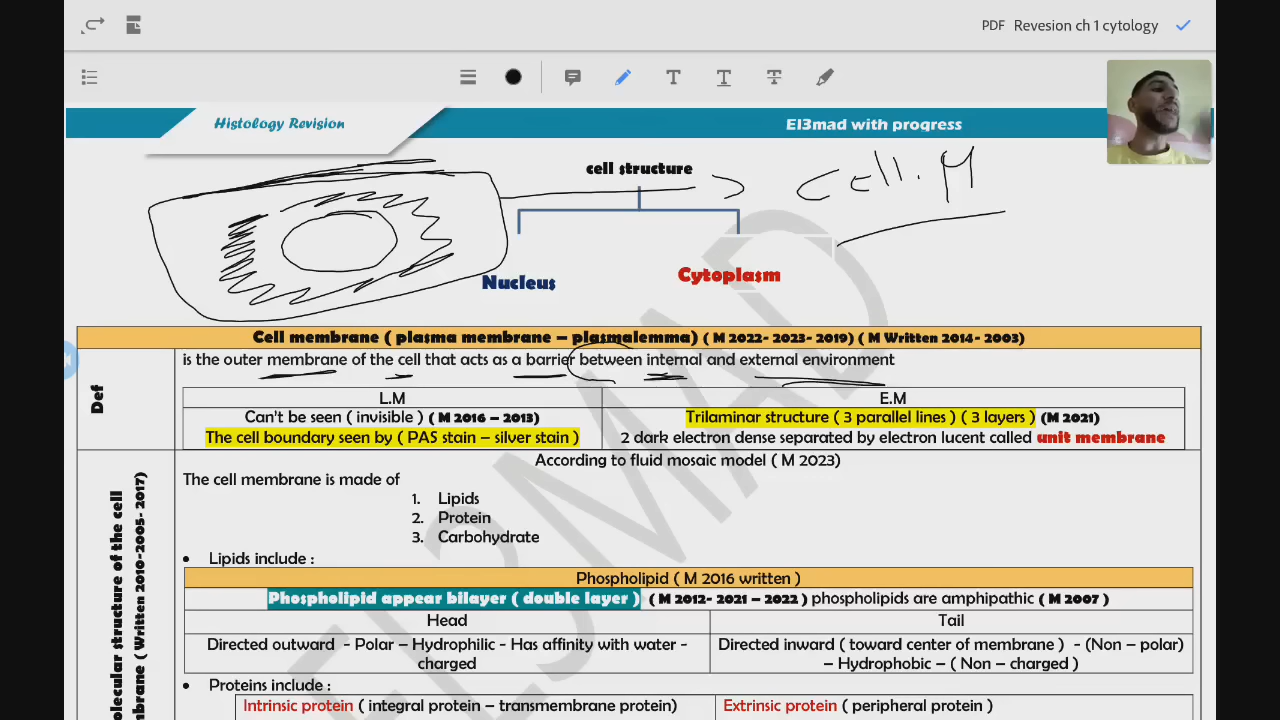 PDF Revesion ch 1 cytology
Histology Revision
El3mad with progress
cell structure
Cell. M
Nucleus
Cytoplasm
Cell membrane ( plasma membrane – plasmalemma) ( M 2022- 2023- 2019) ( M Written 2014- 2003)
Def
is the outer membrane of the cell that acts as a barrier between internal and external environment
L.M
E.M
Can't be seen ( invisible ) ( M 2016 – 2013)
Trilaminar structure ( 3 parallel lines ) ( 3 layers ) (M 2021)
The cell boundary seen by ( PAS stain – silver stain )
2 dark electron dense separated by electron lucent called unit membrane
olecular structure of the cell
mbrane ( Written 2010-2005- 2017)
According to fluid mosaic model ( M 2023)
The cell membrane is made of
1. Lipids
2. Protein
3. Carbohydrate
• Lipids include :
Phospholipid ( M 2016 written )
Phospholipid appear bilayer ( double layer ) ( M 2012- 2021 – 2022 ) phospholipids are amphipathic ( M 2007 )
Head
Tail
Directed outward - Polar – Hydrophilic - Has affinity with water -
charged
Directed inward ( toward center of membrane ) - (Non – polar)
– Hydrophobic – ( Non – charged )
• Proteins include :
Intrinsic protein ( integral protein – transmembrane protein)
Extrinsic protein ( peripheral protein )
EL3MAD